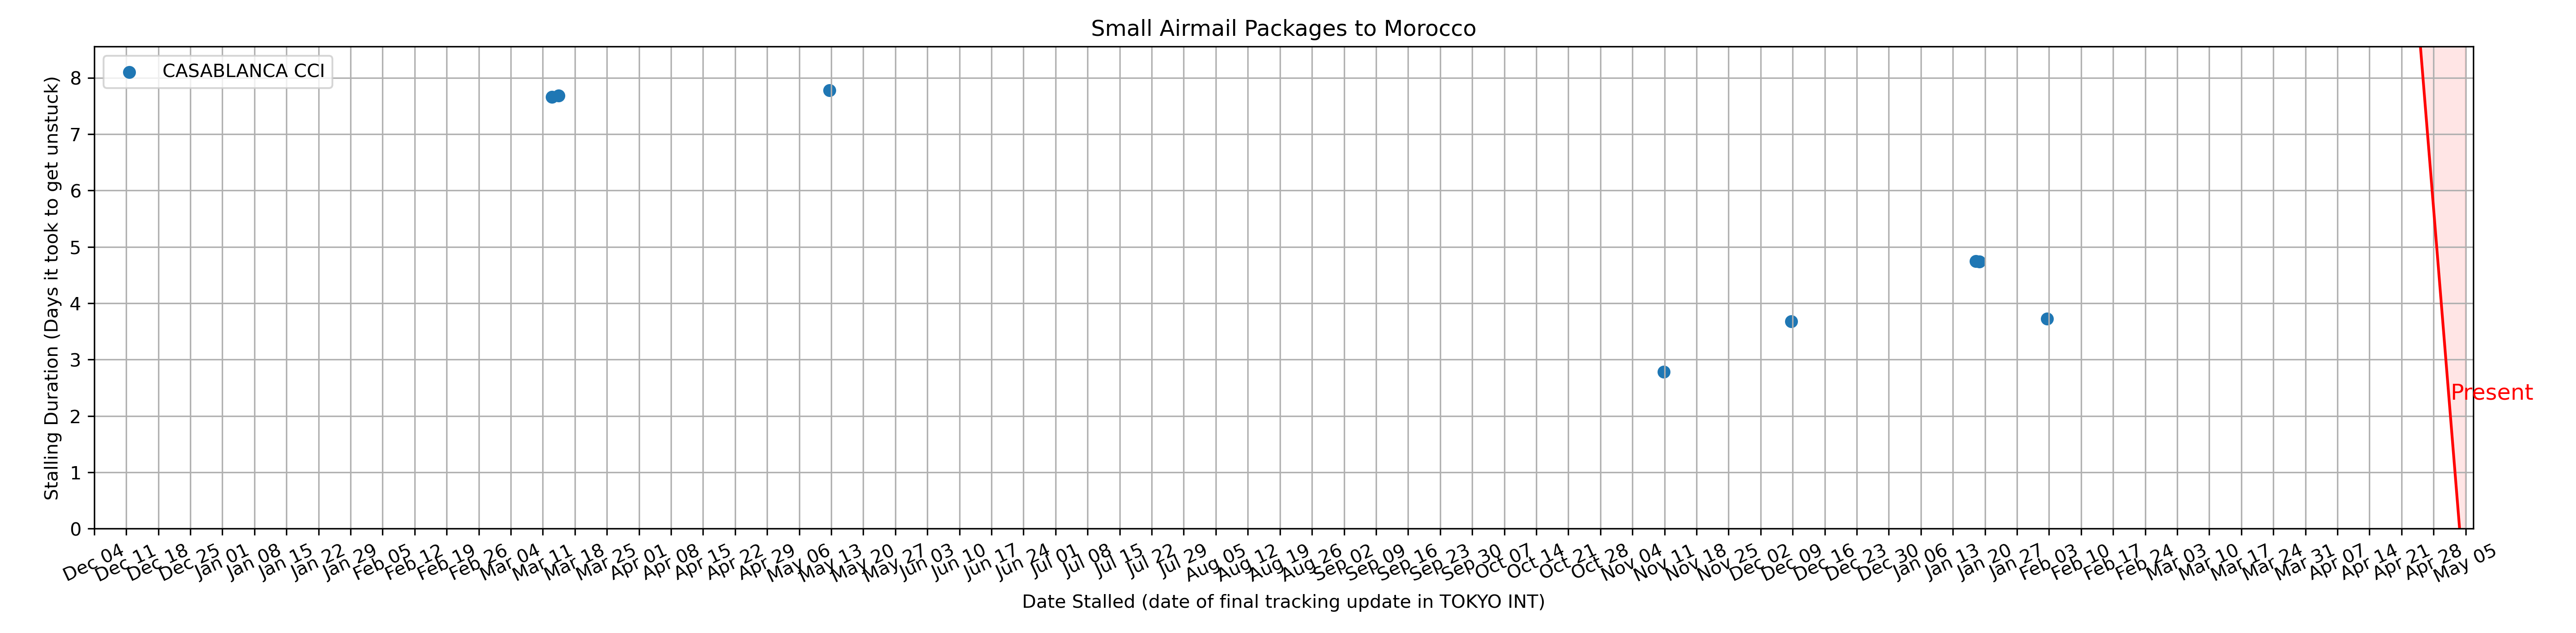 Small Airmail Packages to Morocco
CASABLANCA CCI
Stalling Duration (Days it took to get unstuck)
8
7
6
5
4
3
2
1
0
Present
Dec 04 Dec 11 Dec 18 Dec 25 Jan 01 Jan 08 Jan 15 Jan 22 Jan 29 Feb 05 Feb 12 Feb 19 Feb 26 Mar 04 Mar 11 Mar 18 Mar 25 Apr 01 Apr 08 Apr 15 Apr 22 Apr 29 May 06 May 13 May 20 May 27 Jun 03 Jun 10 Jun 17 Jun 24 Jul 01 Jul 08 Jul 15 Jul 22 Jul 29 Aug 05 Aug 12 Aug 19 Aug 26 Sep 02 Sep 09 Sep 16 Sep 23 Sep 30 Oct 07 Oct 14 Oct 21 Oct 28 Nov 04 Nov 11 Nov 18 Nov 25 Dec 02 Dec 09 Dec 16 Dec 23 Dec 30 Jan 06 Jan 13 Jan 20 Jan 27 Feb 03 Feb 10 Feb 17 Feb 24 Mar 03 Mar 10 Mar 17 Mar 24 Mar 31 Apr 07 Apr 14 Apr 21 Apr 28 May 05
Date Stalled (date of final tracking update in TOKYO INT)